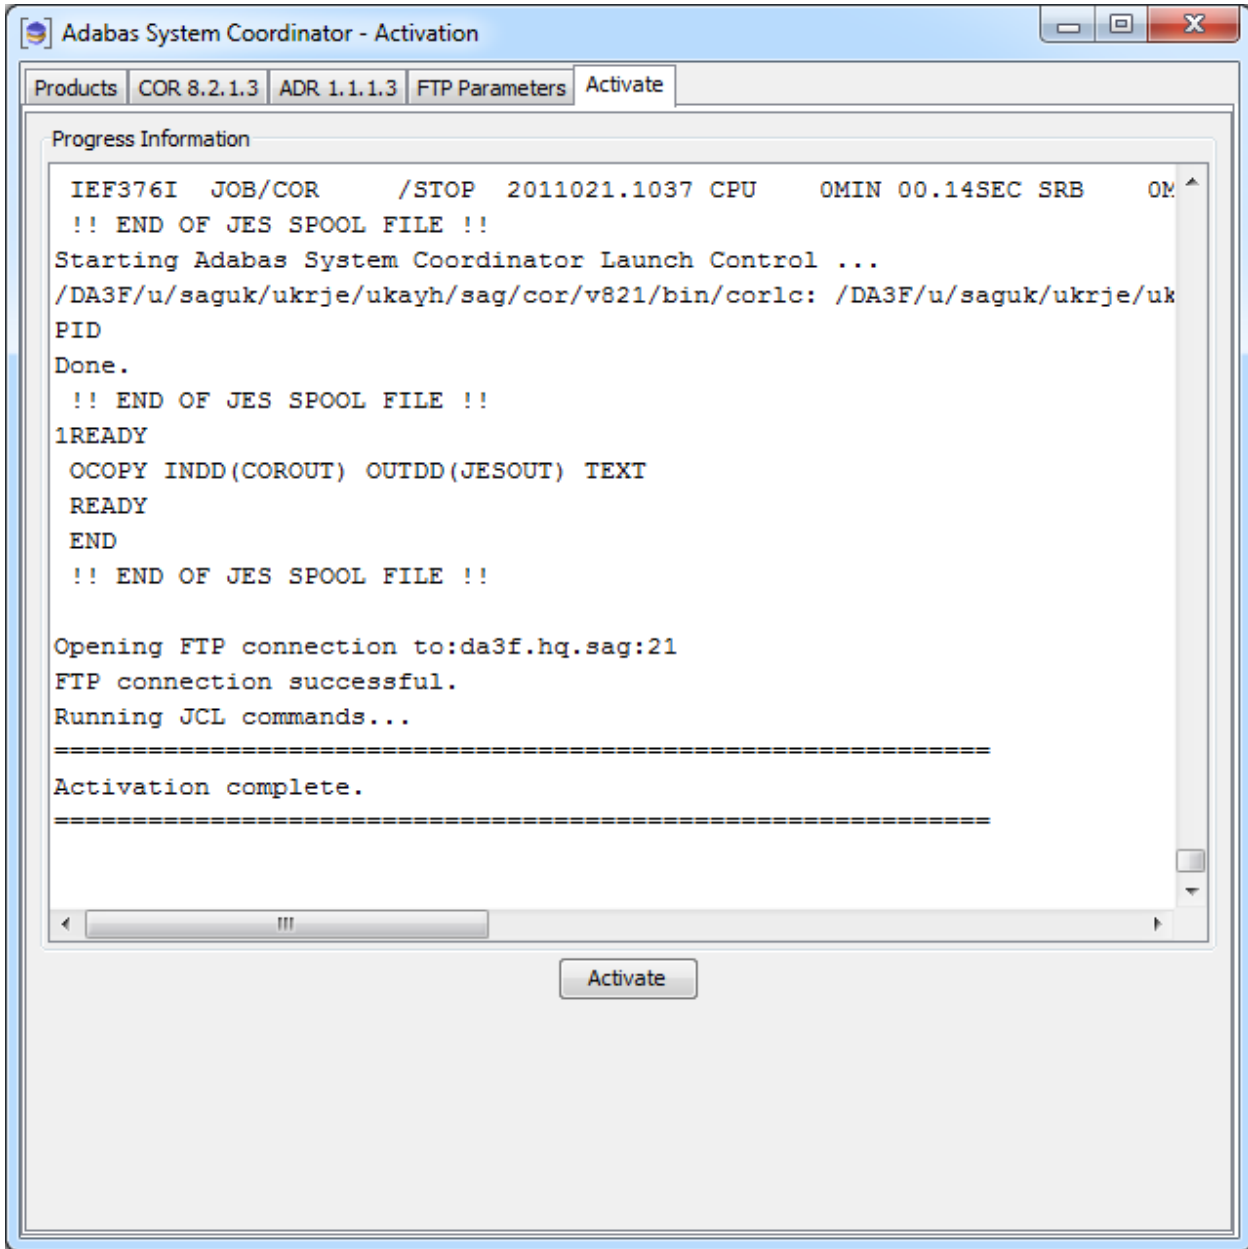 Adabas System Coordinator - Activation
Products COR 8.2.1.3 ADR 1.1.1.3 FTP Parameters Activate
Progress Information
IEF376I JOB/COR /STOP 2011021.1037 CPU 0MIN 00.14SEC SRB 0M
!! END OF JES SPOOL FILE !!
Starting Adabas System Coordinator Launch Control ...
/DA3F/u/saguk/ukrje/ukayh/sag/cor/v821/bin/corlc: /DA3F/u/saguk/ukrje/uk
PID
Done.
!! END OF JES SPOOL FILE !!
1READY
OCOPY INDD(COROUT) OUTDD(JESOUT) TEXT
READY
END
!! END OF JES SPOOL FILE !!
Opening FTP connection to:da3f.hq.sag:21
FTP connection successful.
Running JCL commands...
============================================================
Activation complete.
============================================================
Activate